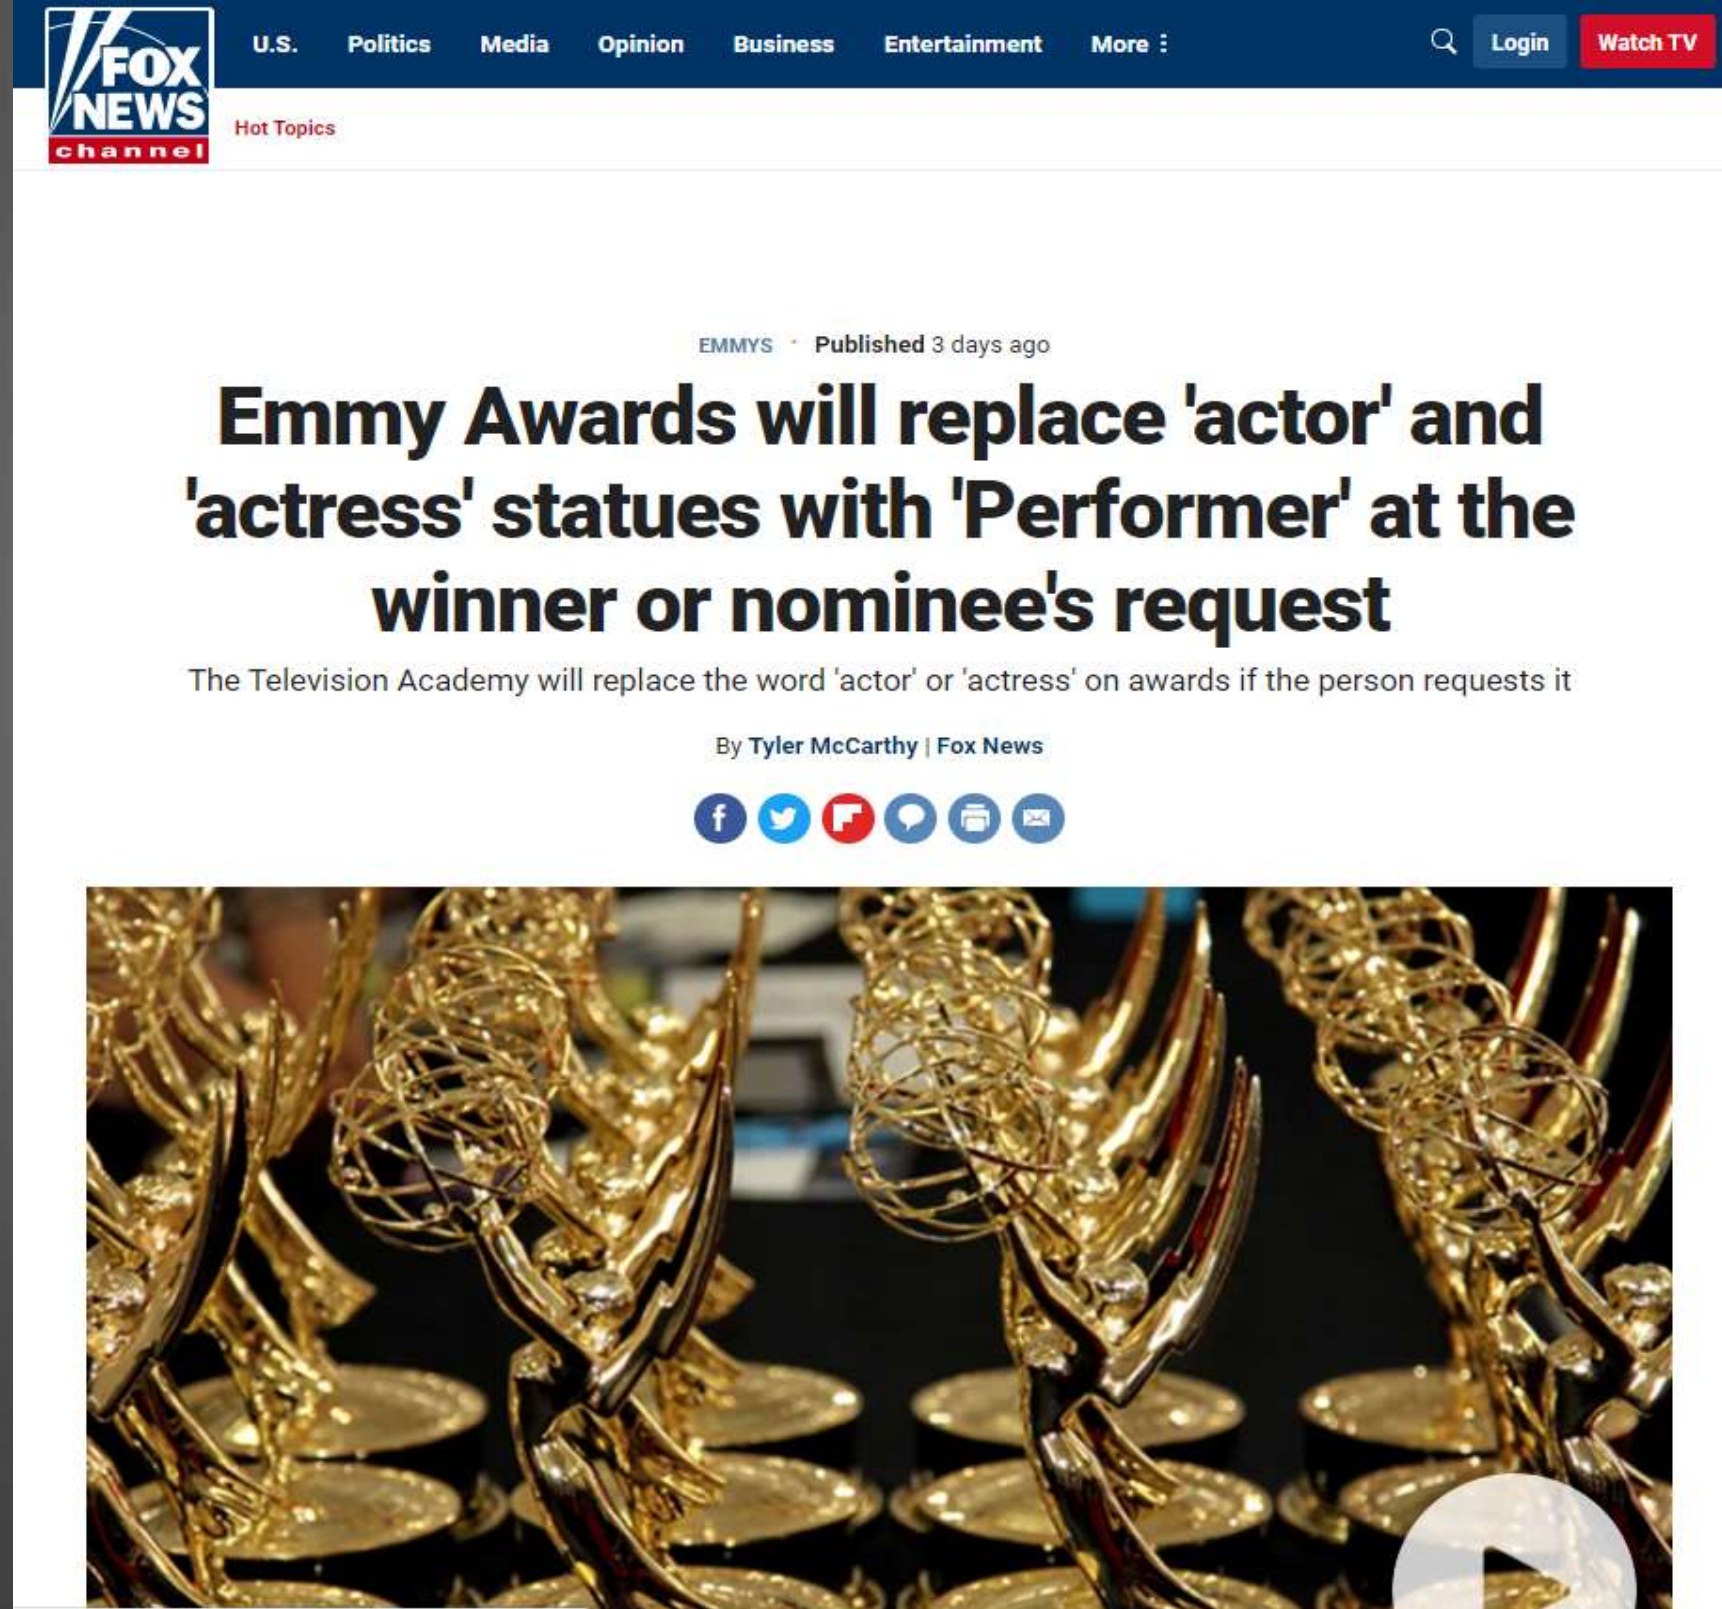 FOX
NEWS
channel
U.S. Politics Media Opinion Business Entertainment More Login Watch TV
Hot Topics
EMMYS · Published 3 days ago
Emmy Awards will replace 'actor' and
'actress' statues with 'Performer' at the
winner or nominee's request
The Television Academy will replace the word 'actor' or 'actress' on awards if the person requests it
By Tyler McCarthy | Fox News